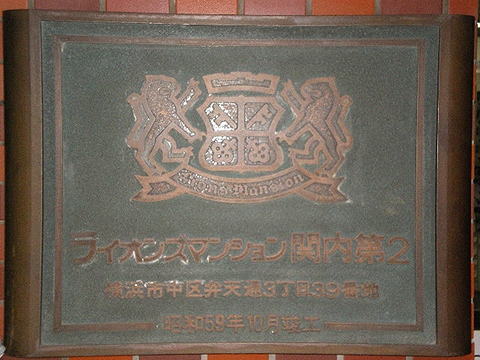 Lions Mansion
ライオンズマンション関内第2
横浜市中区弁天通3丁目39番地
昭和59年10月竣工